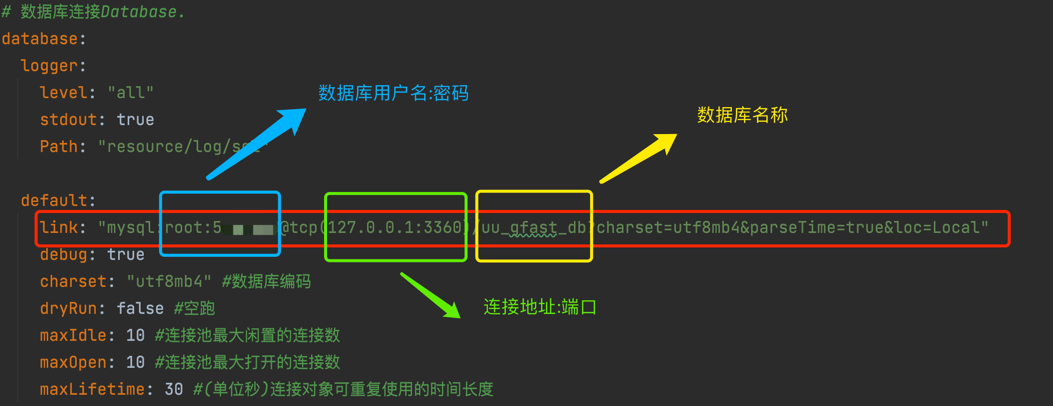 # 数据库连接Database.
database:
logger:
level: "all"
数据库用户名:密码
stdout: true
数据库名称
Path: "resource/log/sql"
default:
link: "mysql:root:5 @tcp(127.0.0.1:3360)/uu_gfast_db?charset=utf8mb4&parseTime=true&loc=Local"
debug: true
charset: "utf8mb4" #数据库编码
连接地址:端口
dryRun: false #空跑
maxIdle: 10 #连接池最大闲置的连接数
maxOpen: 10 #连接池最大打开的连接数
maxLifetime: 30 #(单位秒)连接对象可重复使用的时间长度